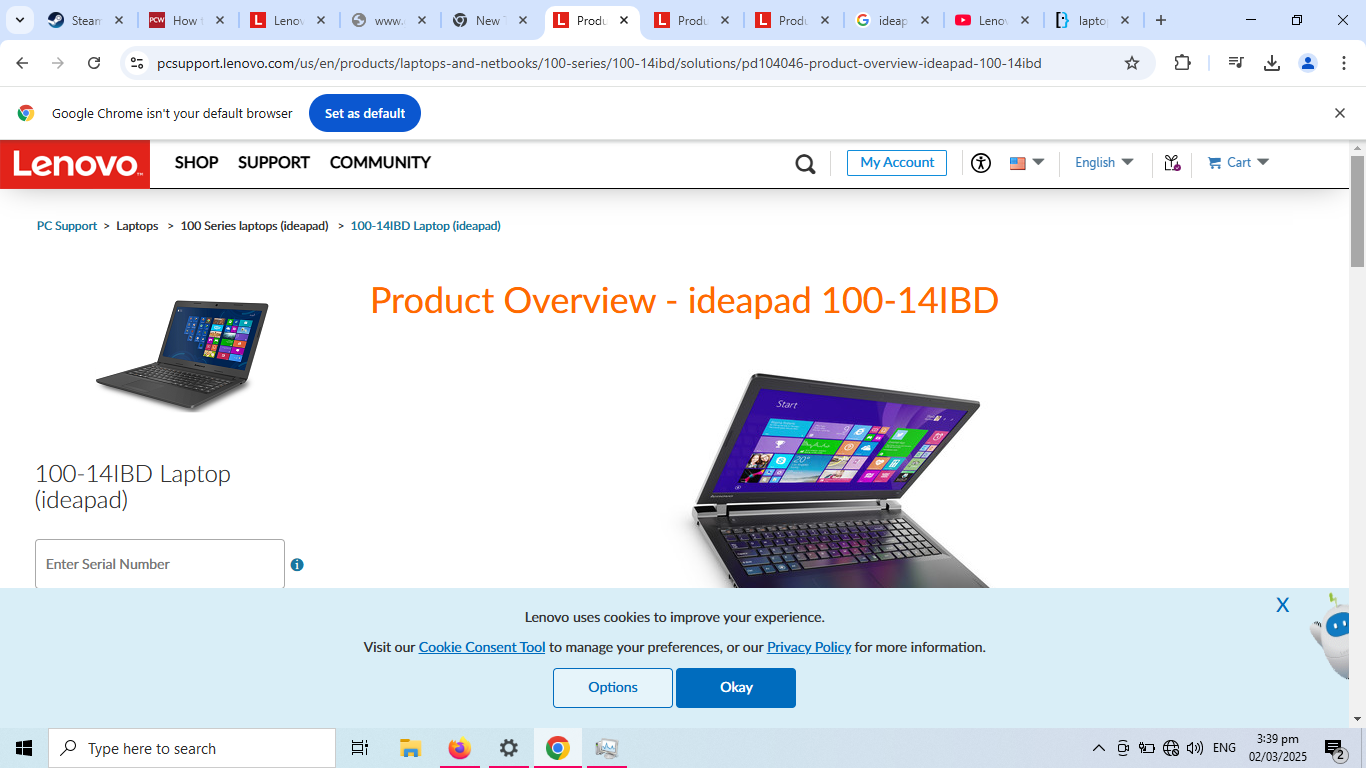 Steam
How t
Lenov
www.
New T
Produ
Produ
Produ
ideap
Lenov
lapto
pcsupport.lenovo.com/us/en/products/laptops-and-netbooks/100-series/100-14ibd/solutions/pd104046-product-overview-ideapad-100-14ibd
Google Chrome isn't your default browser
Set as default
Lenovo
SHOP
SUPPORT
COMMUNITY
My Account
English
Cart
PC Support > Laptops > 100 Series laptops (ideapad) > 100-14IBD Laptop (ideapad)
Product Overview - ideapad 100-14IBD
Start
100-14IBD Laptop
(ideapad)
Enter Serial Number
Lenovo uses cookies to improve your experience.
X
Visit our Cookie Consent Tool to manage your preferences, or our Privacy Policy for more information.
Options
Okay
Type here to search
ENG
3:39 pm
02/03/2025
2